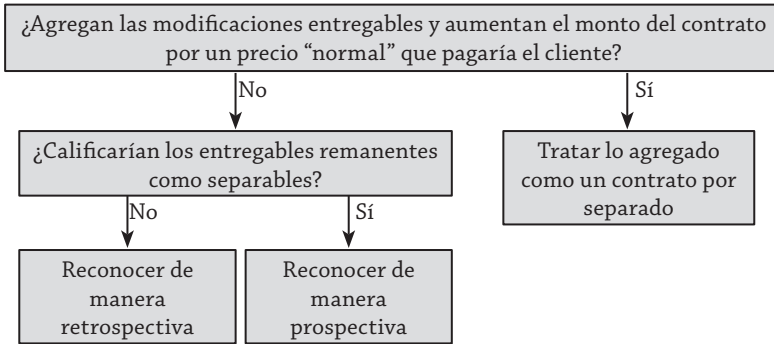 ¿Agregan las modificaciones entregables y aumentan el monto del contrato
por un precio “normal” que pagaría el cliente?
No
Sí
¿Calificarían los entregables remanentes
como separables?
Tratar lo agregado
como un contrato por
separado
No
Sí
Reconocer de
manera
retrospectiva
Reconocer de
manera
prospectiva